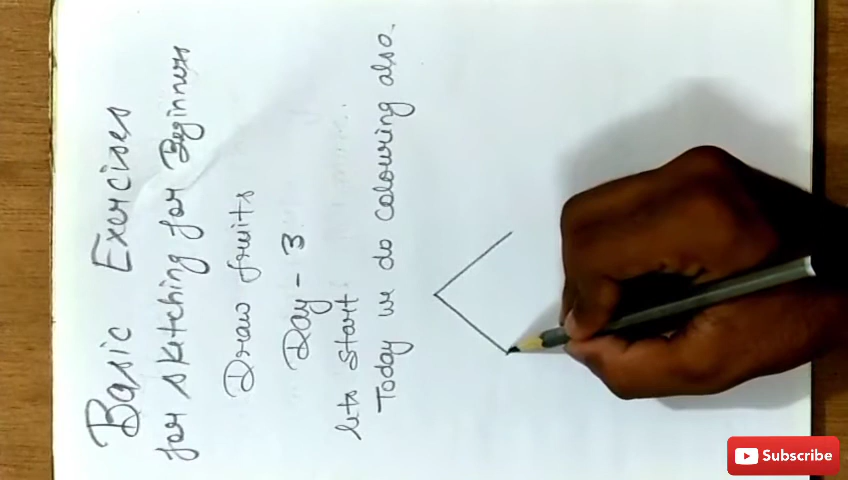 Basic Exercises
for sketching for Beginners
Draw fruits
Day - 3
lets start.
Today we do colouring also.
Subscribe